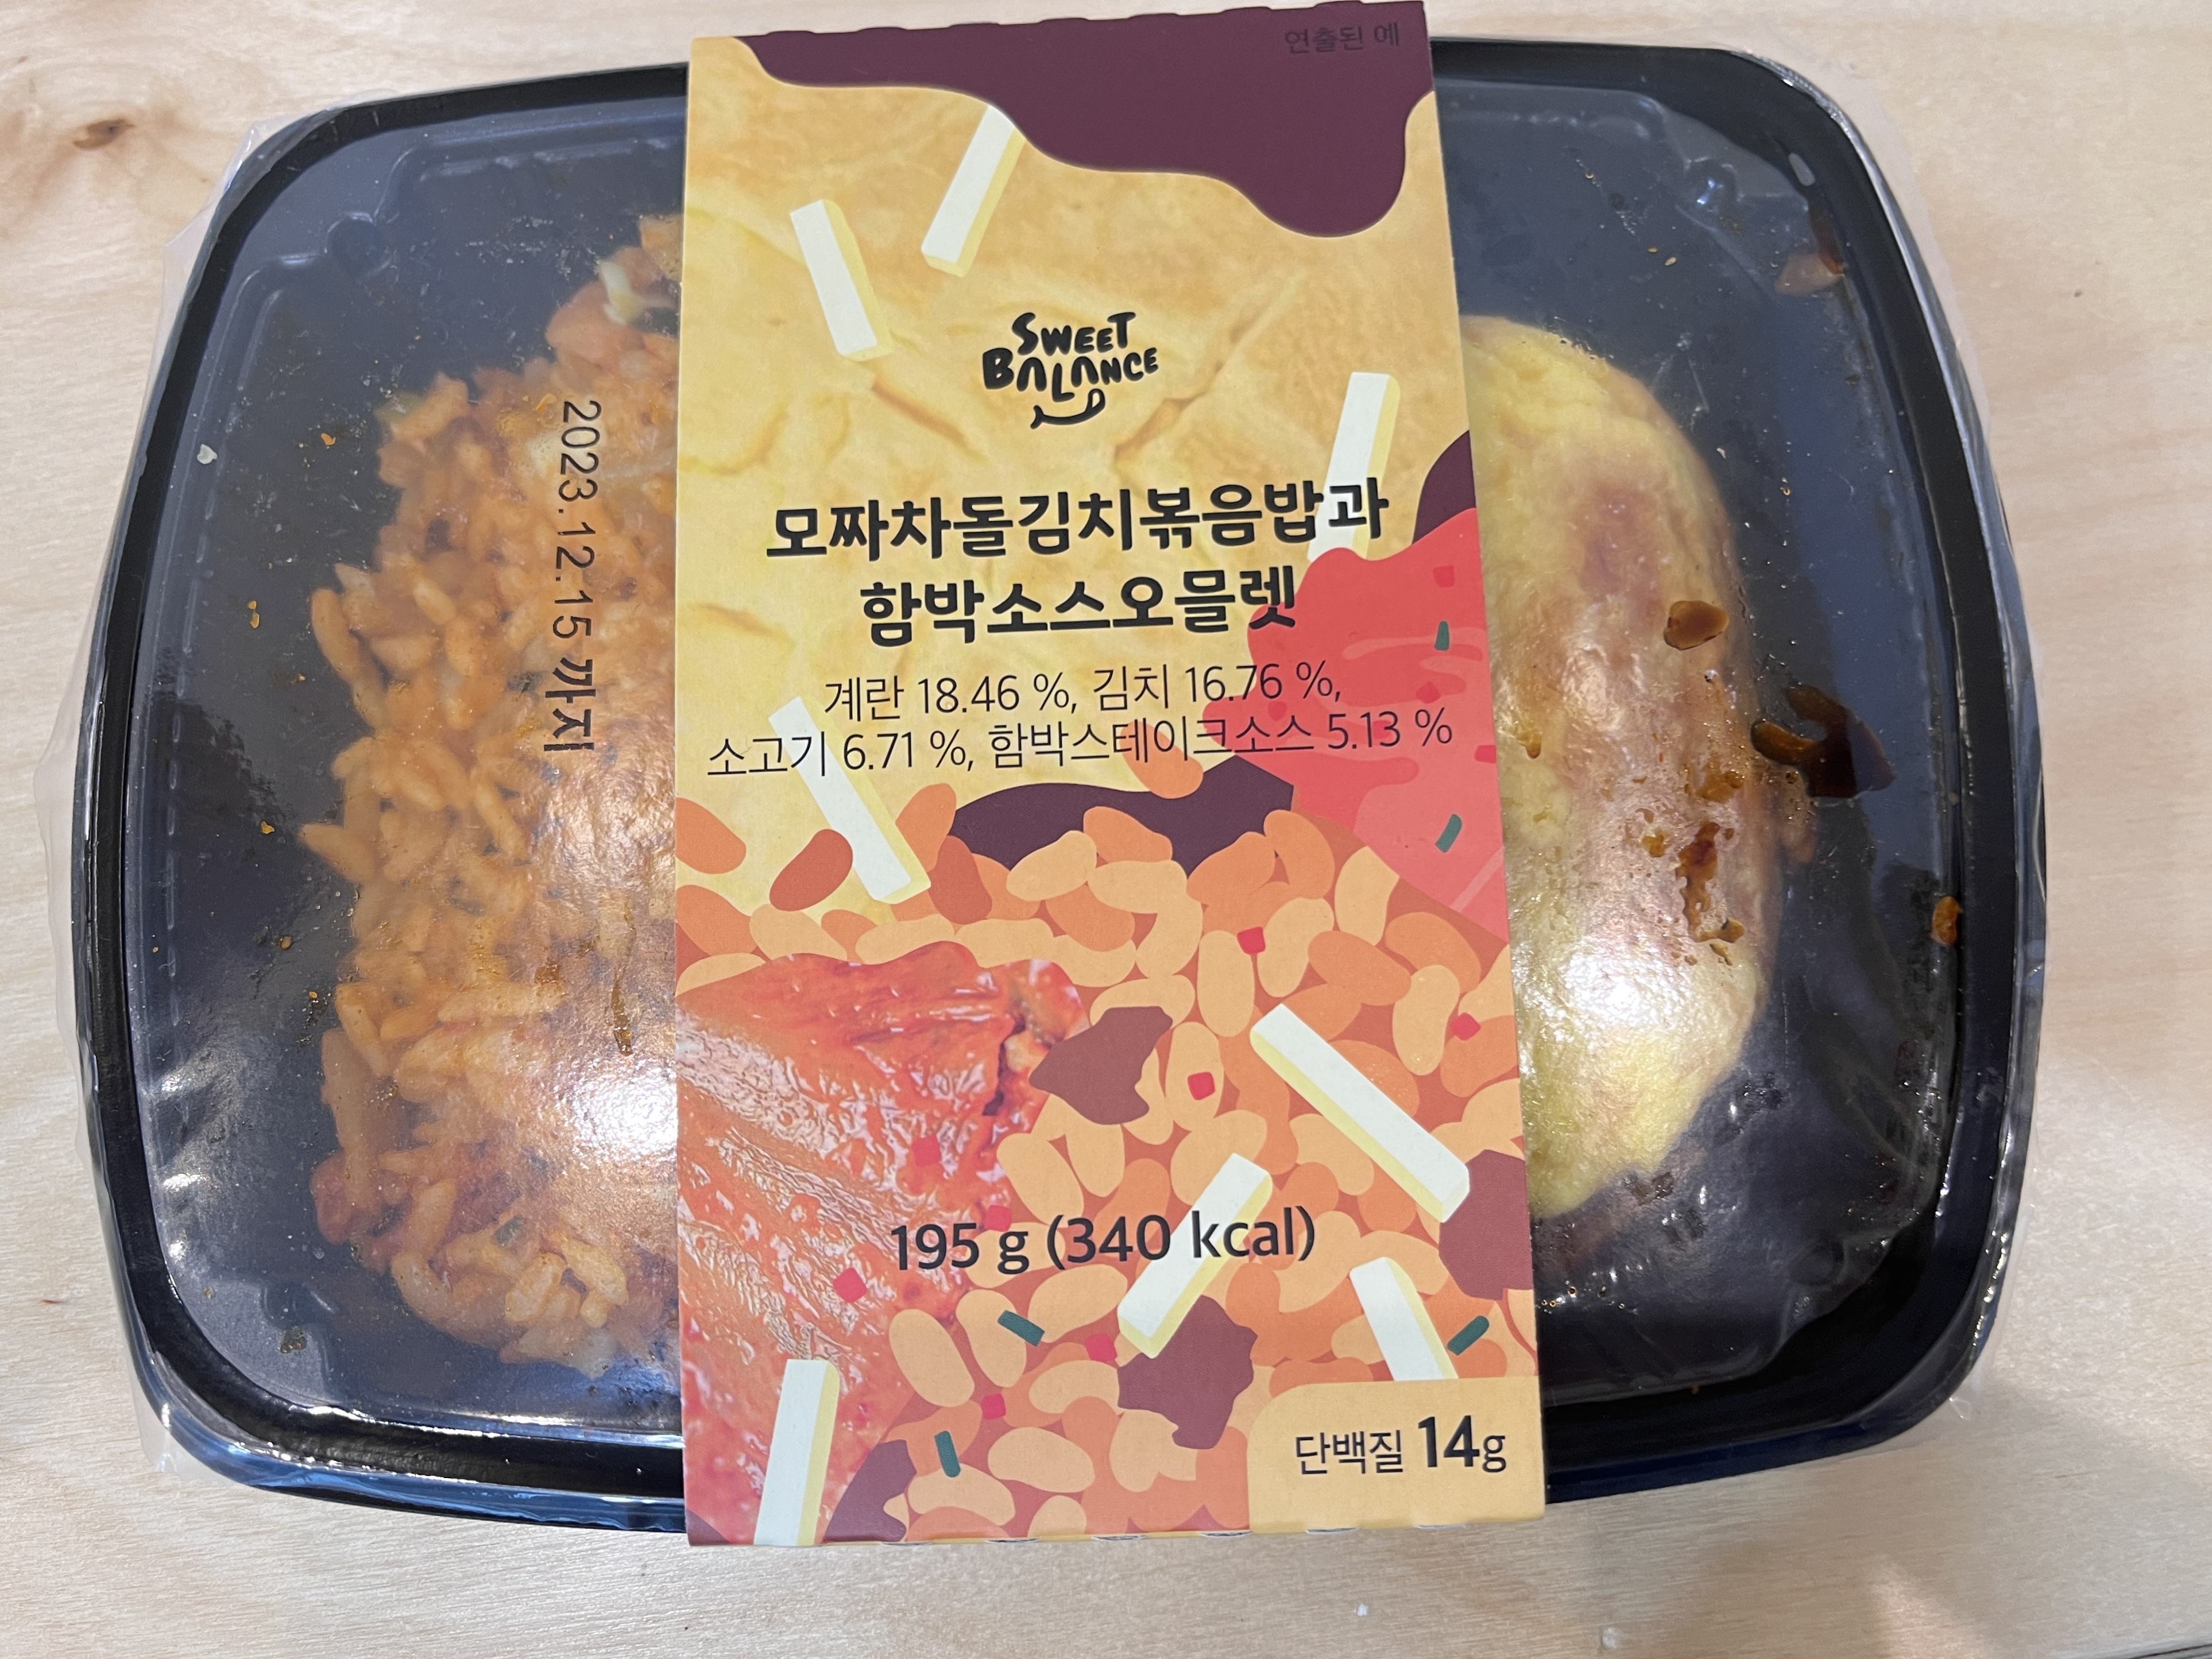 연출된 예
SWEET
BALANCE
모짜차돌김치볶음밥과
함박소스오믈렛
계란 18.46 %, 김치 16.76 %,
소고기 6.71 %, 함박스테이크소스 5.13 %
195 g (340 kcal)
단백질 14g
2023.12.15 까지